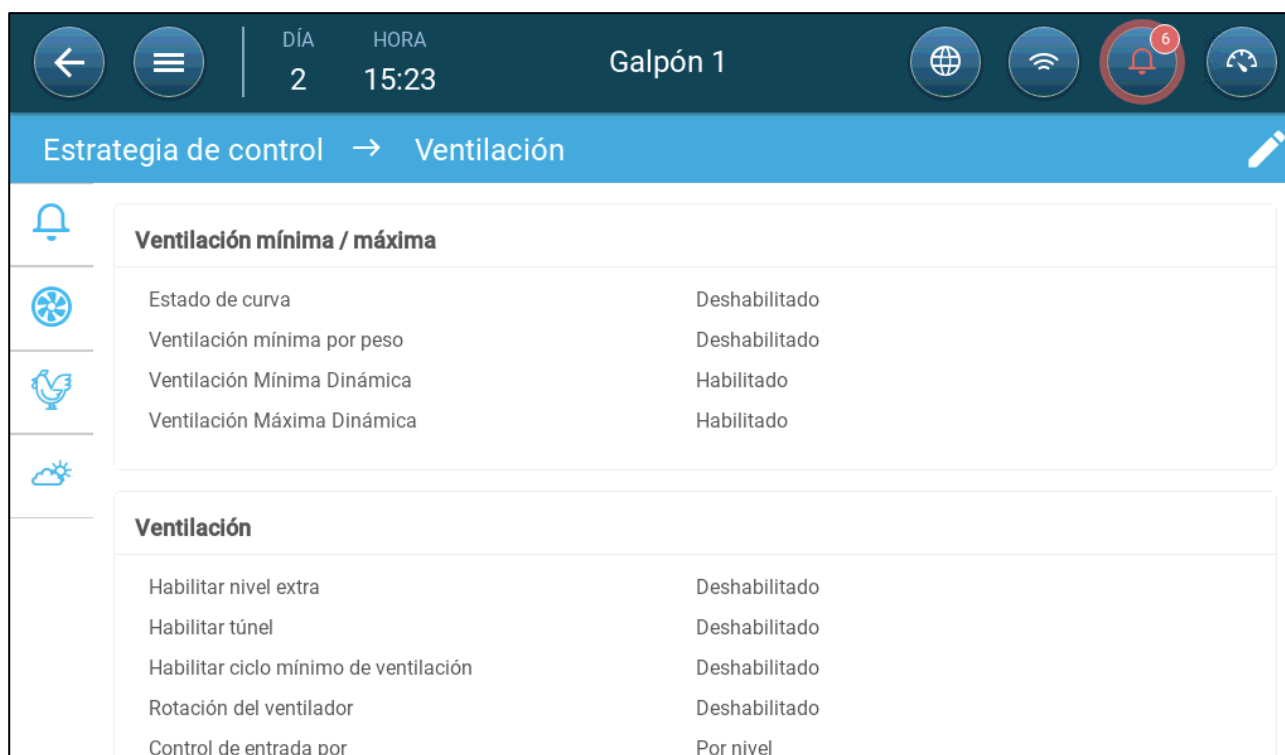 DÍA HORA
2 15:23 Galpón 1 6
Estrategia de control → Ventilación
Ventilación mínima / máxima
Estado de curva Deshabilitado
Ventilación mínima por peso Deshabilitado
Ventilación Mínima Dinámica Habilitado
Ventilación Máxima Dinámica Habilitado
Ventilación
Habilitar nivel extra Deshabilitado
Habilitar túnel Deshabilitado
Habilitar ciclo mínimo de ventilación Deshabilitado
Rotación del ventilador Deshabilitado
Control de entrada por Por nivel